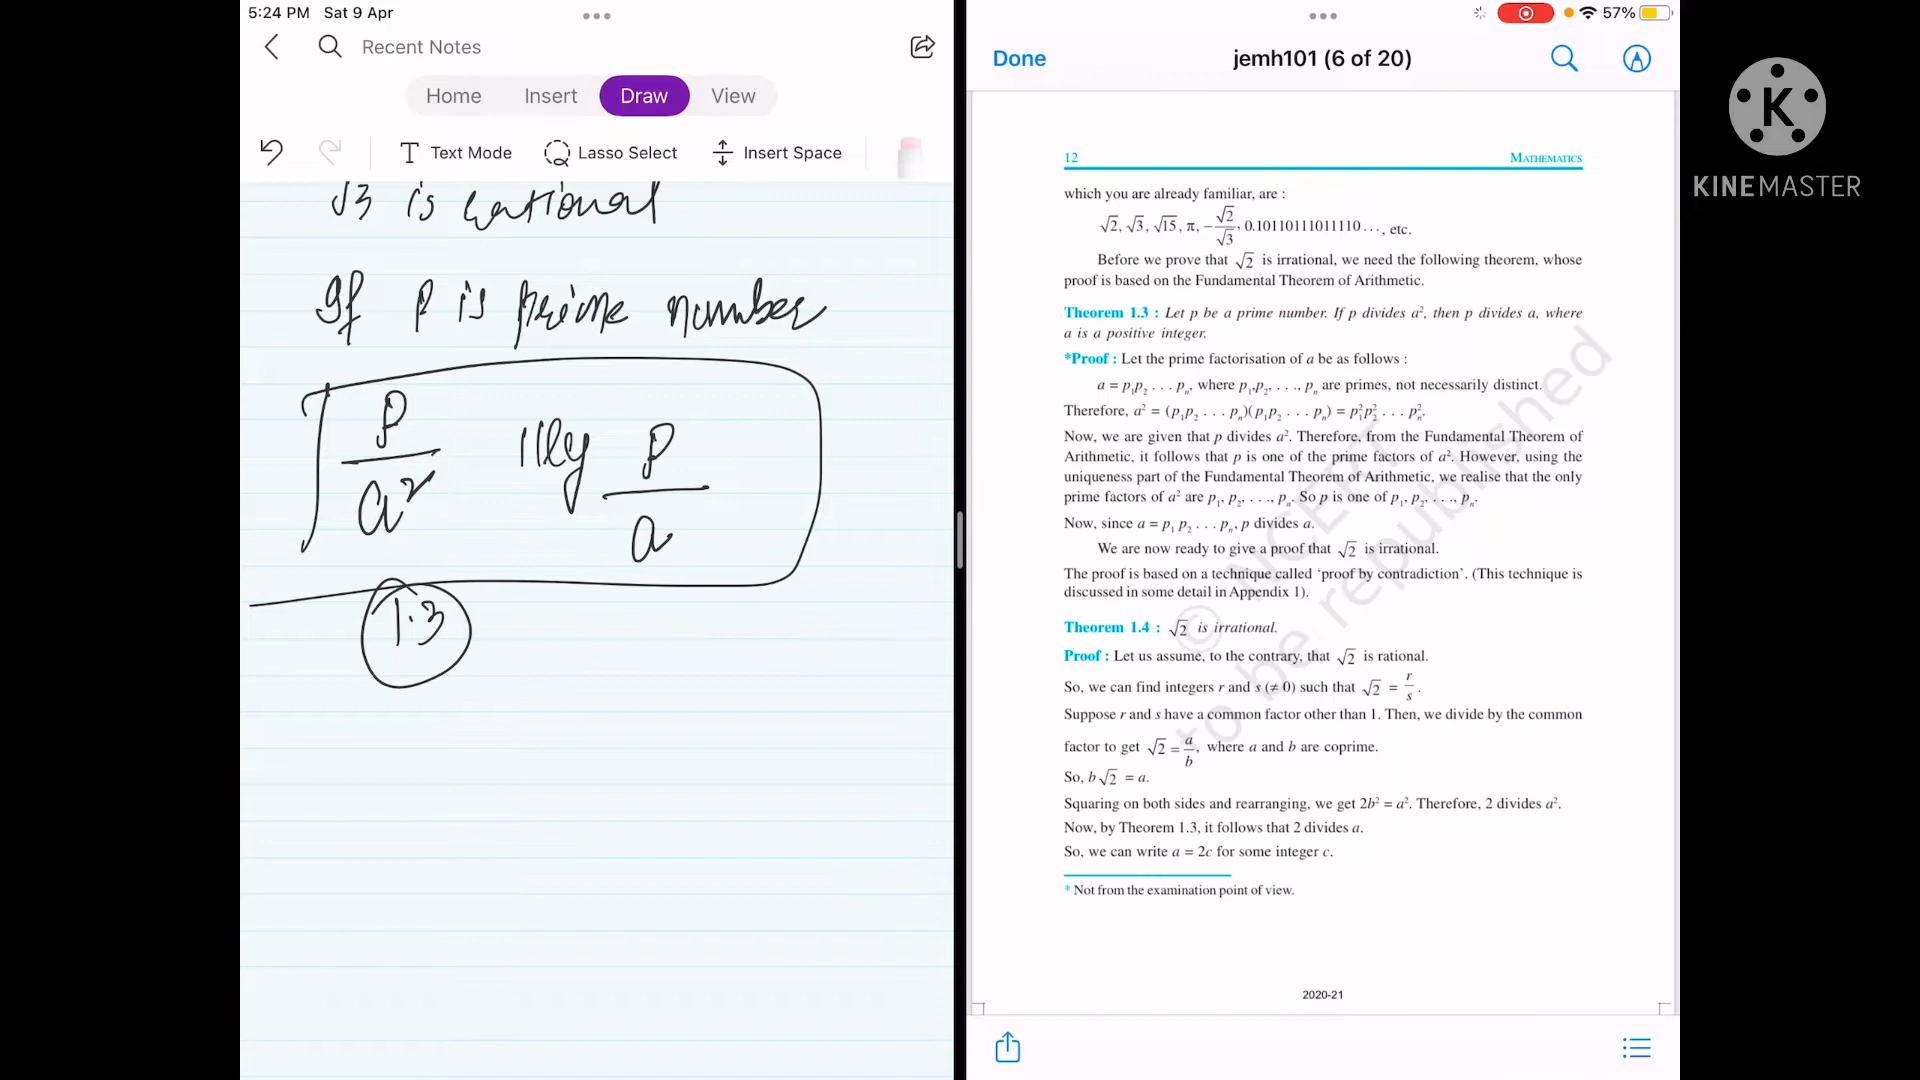 5:24 PM Sat 9 Apr
Recent Notes
Home Insert Draw View
Text Mode Lasso Select Insert Space
√3 is rational
If P is prime number
P/a² llly P/a
1.3
57%
Done jemh101 (6 of 20)
12 MATHEMATICS
which you are already familiar, are :
√2, √3, √15, π, −√2/√3, 0.10110111011110 . . . , etc.
Before we prove that √2 is irrational, we need the following theorem, whose
proof is based on the Fundamental Theorem of Arithmetic.
Theorem 1.3 : Let p be a prime number. If p divides a², then p divides a, where
a is a positive integer.
*Proof : Let the prime factorisation of a be as follows :
a = p₁p₂ . . . pₙ, where p₁,p₂, . . ., pₙ are primes, not necessarily distinct.
Therefore, a² = (p₁p₂ . . . pₙ)(p₁p₂ . . . pₙ) = p₁²p₂² . . . pₙ².
Now, we are given that p divides a². Therefore, from the Fundamental Theorem of
Arithmetic, it follows that p is one of the prime factors of a². However, using the
uniqueness part of the Fundamental Theorem of Arithmetic, we realise that the only
prime factors of a² are p₁, p₂, . . ., pₙ. So p is one of p₁, p₂, . . ., pₙ.
Now, since a = p₁ p₂ . . . pₙ, p divides a.
We are now ready to give a proof that √2 is irrational.
The proof is based on a technique called ‘proof by contradiction’. (This technique is
discussed in some detail in Appendix 1).
Theorem 1.4 : √2 is irrational.
Proof : Let us assume, to the contrary, that √2 is rational.
So, we can find integers r and s (≠ 0) such that √2 = r/s.
Suppose r and s have a common factor other than 1. Then, we divide by the common
factor to get √2 = a/b, where a and b are coprime.
So, b√2 = a.
Squaring on both sides and rearranging, we get 2b² = a². Therefore, 2 divides a².
Now, by Theorem 1.3, it follows that 2 divides a.
So, we can write a = 2c for some integer c.
* Not from the examination point of view.
2020-21
© NCERT
to be republished
K
KINEMASTER